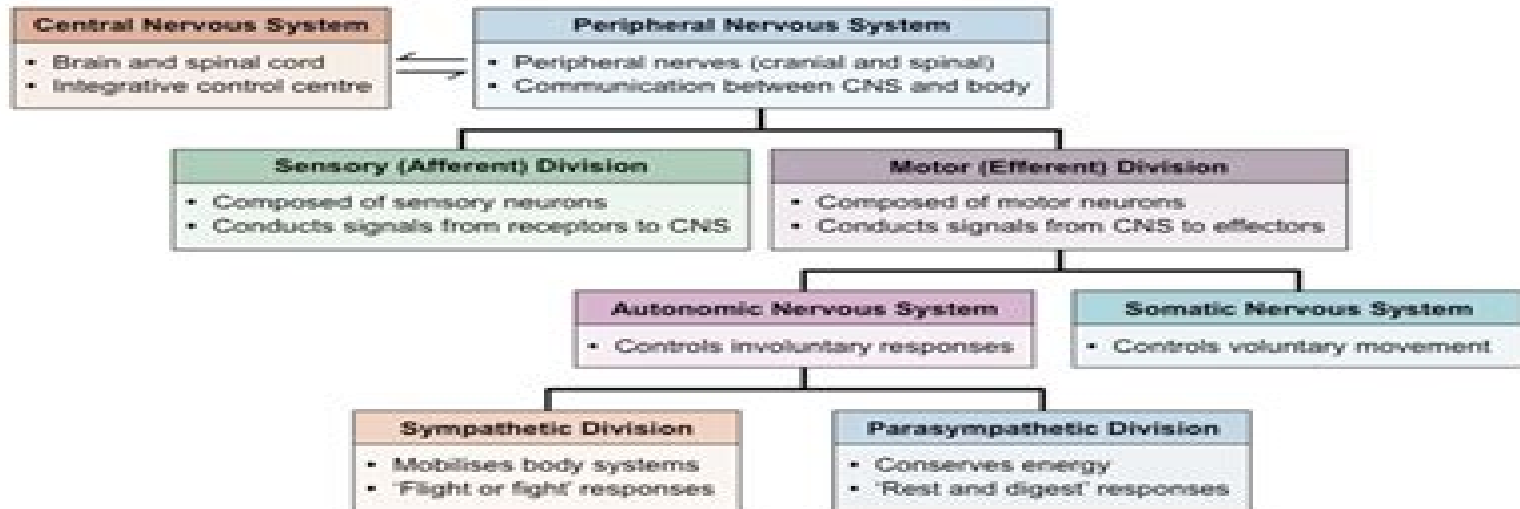 Central Nervous System
• Brain and spinal cord
• Integrative control centre
Peripheral Nervous System
• Peripheral nerves (cranial and spinal)
• Communication between CNS and body
Sensory (Afferent) Division
• Composed of sensory neurons
• Conducts signals from receptors to CNS
Motor (Efferent) Division
• Composed of motor neurons
• Conducts signals from CNS to effectors
Autonomic Nervous System
• Controls involuntary responses
Somatic Nervous System
• Controls voluntary movement
Sympathetic Division
• Mobilises body systems
• ‘Flight or fight’ responses
Parasympathetic Division
• Conserves energy
• ‘Rest and digest’ responses